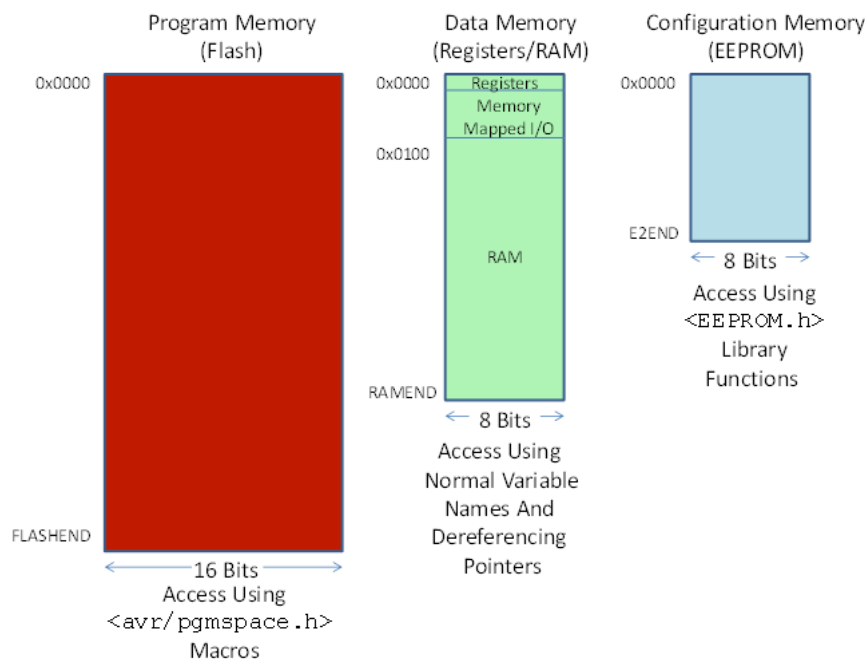 Program Memory
(Flash)
0x0000
FLASHEND
16 Bits
Access Using
<avr/pgmspace.h>
Macros
Data Memory
(Registers/RAM)
0x0000
Registers
Memory
Mapped I/O
0x0100
RAM
RAMEND
8 Bits
Access Using
Normal Variable
Names And
Dereferencing
Pointers
Configuration Memory
(EEPROM)
0x0000
E2END
8 Bits
Access Using
<EEPROM.h>
Library
Functions